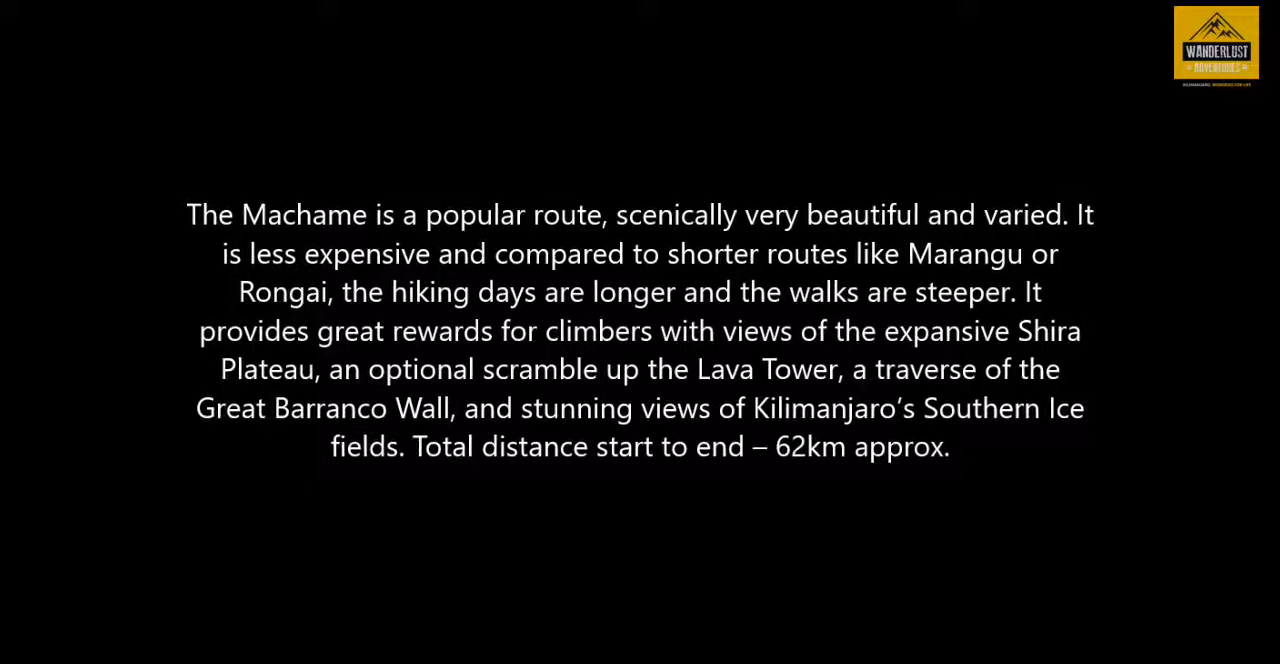 WANDERLUST
ADVENTURES
KILIMANJARO, MEMORIES FOR LIFE
The Machame is a popular route, scenically very beautiful and varied. It
is less expensive and compared to shorter routes like Marangu or
Rongai, the hiking days are longer and the walks are steeper. It
provides great rewards for climbers with views of the expansive Shira
Plateau, an optional scramble up the Lava Tower, a traverse of the
Great Barranco Wall, and stunning views of Kilimanjaro’s Southern Ice
fields. Total distance start to end – 62km approx.